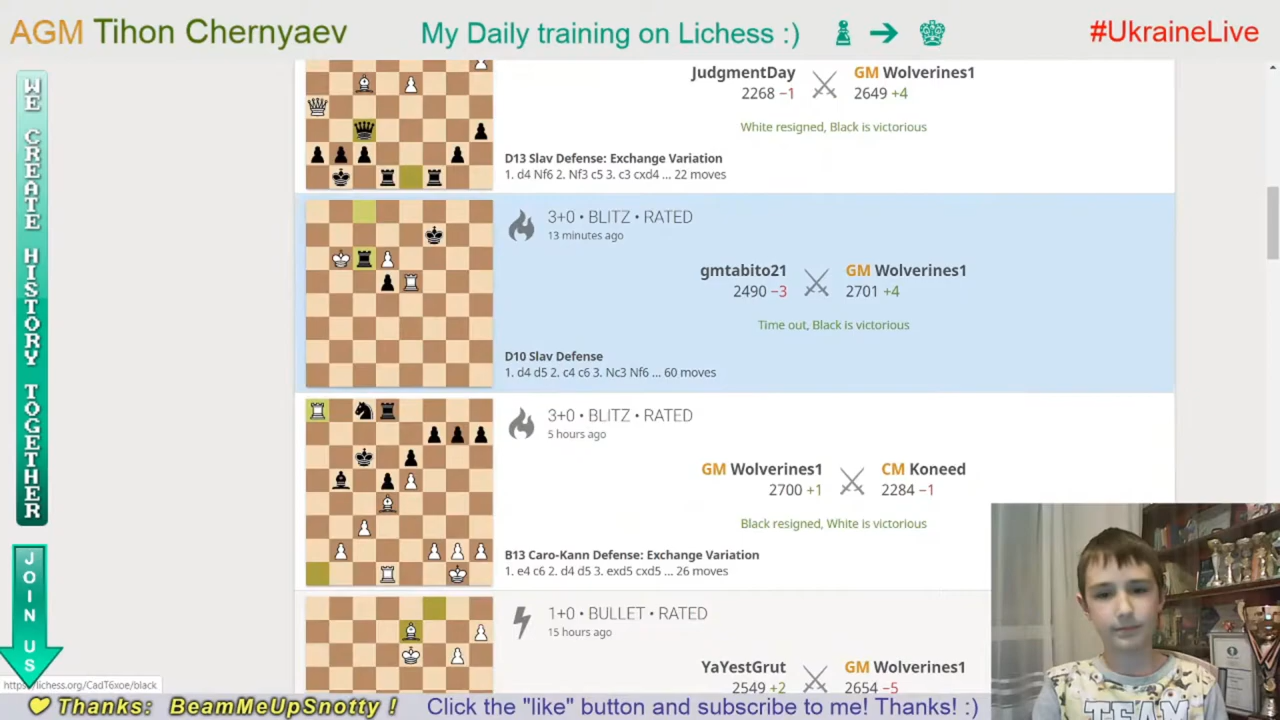 AGM Tihon Chernyaev
My Daily training on Lichess :)
#UkraineLive
WE CREATE HISTORY TOGETHER
JOIN US
JudgmentDay
2268 −1
GM Wolverines1
2649 +4
White resigned, Black is victorious
D13 Slav Defense: Exchange Variation
1. d4 Nf6 2. Nf3 c5 3. c3 cxd4 ... 22 moves
3+0 • BLITZ • RATED
13 minutes ago
gmtabito21
2490 −3
GM Wolverines1
2701 +4
Time out, Black is victorious
D10 Slav Defense
1. d4 d5 2. c4 c6 3. Nc3 Nf6 ... 60 moves
3+0 • BLITZ • RATED
5 hours ago
GM Wolverines1
2700 +1
CM Koneed
2284 −1
Black resigned, White is victorious
B13 Caro-Kann Defense: Exchange Variation
1. e4 c6 2. d4 d5 3. exd5 cxd5 ... 26 moves
1+0 • BULLET • RATED
15 hours ago
YaYestGrut
2549 +2
GM Wolverines1
2654 −5
https://lichess.org/CadT6xoe/black
Thanks: BeamMeUpSnotty !
Click the "like" button and subscribe to me! Thanks! :)
TEAM